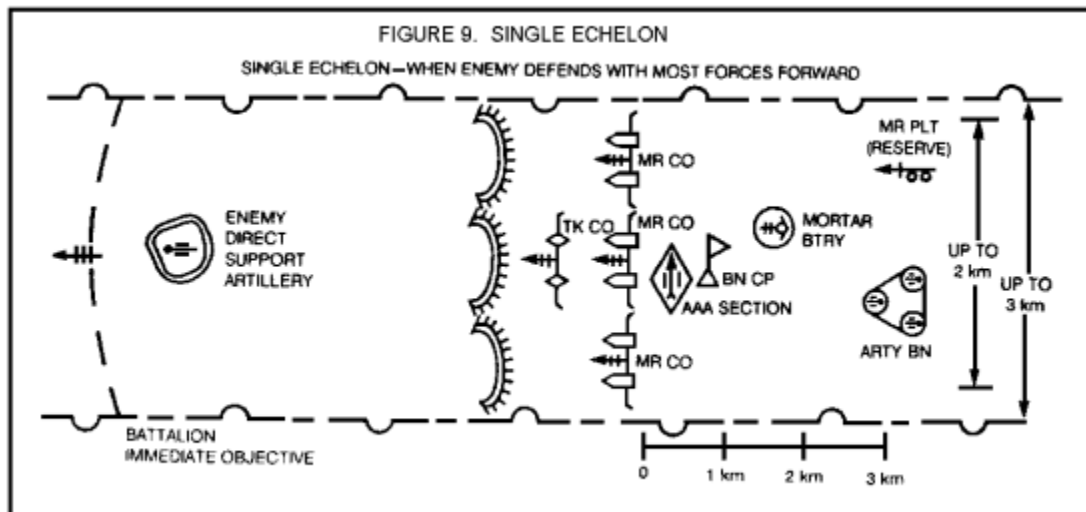 FIGURE 9. SINGLE ECHELON
SINGLE ECHELON—WHEN ENEMY DEFENDS WITH MOST FORCES FORWARD
MR PLT
(RESERVE)
MR CO
ENEMY
DIRECT
SUPPORT
ARTILLERY
TK CO
MR CO
MORTAR
BTRY
BN CP
AAA SECTION
UP TO
2 km
UP TO
3 km
ARTY BN
MR CO
BATTALION
IMMEDIATE OBJECTIVE
0
1 km
2 km
3 km